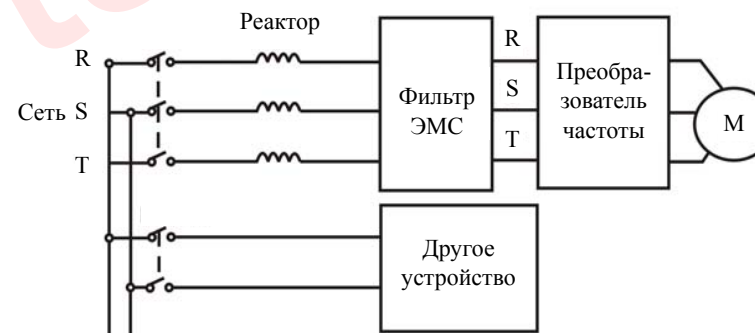 Реактор
R
Сеть S
T
Фильтр
ЭМС
R
S
T
Преобра-
зователь
частоты
М
Другое
устройство